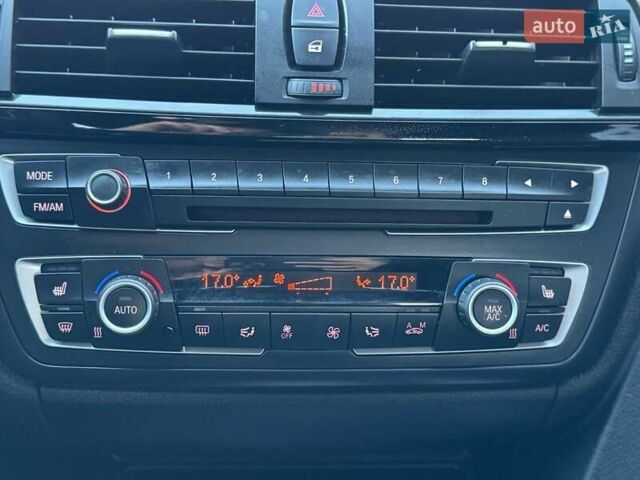 auto RIA
MODE 1 2 3 4 5 6 7 8
FM/AM
17.0° 17.0°
AUTO MAX A/C
OFF A M A/C